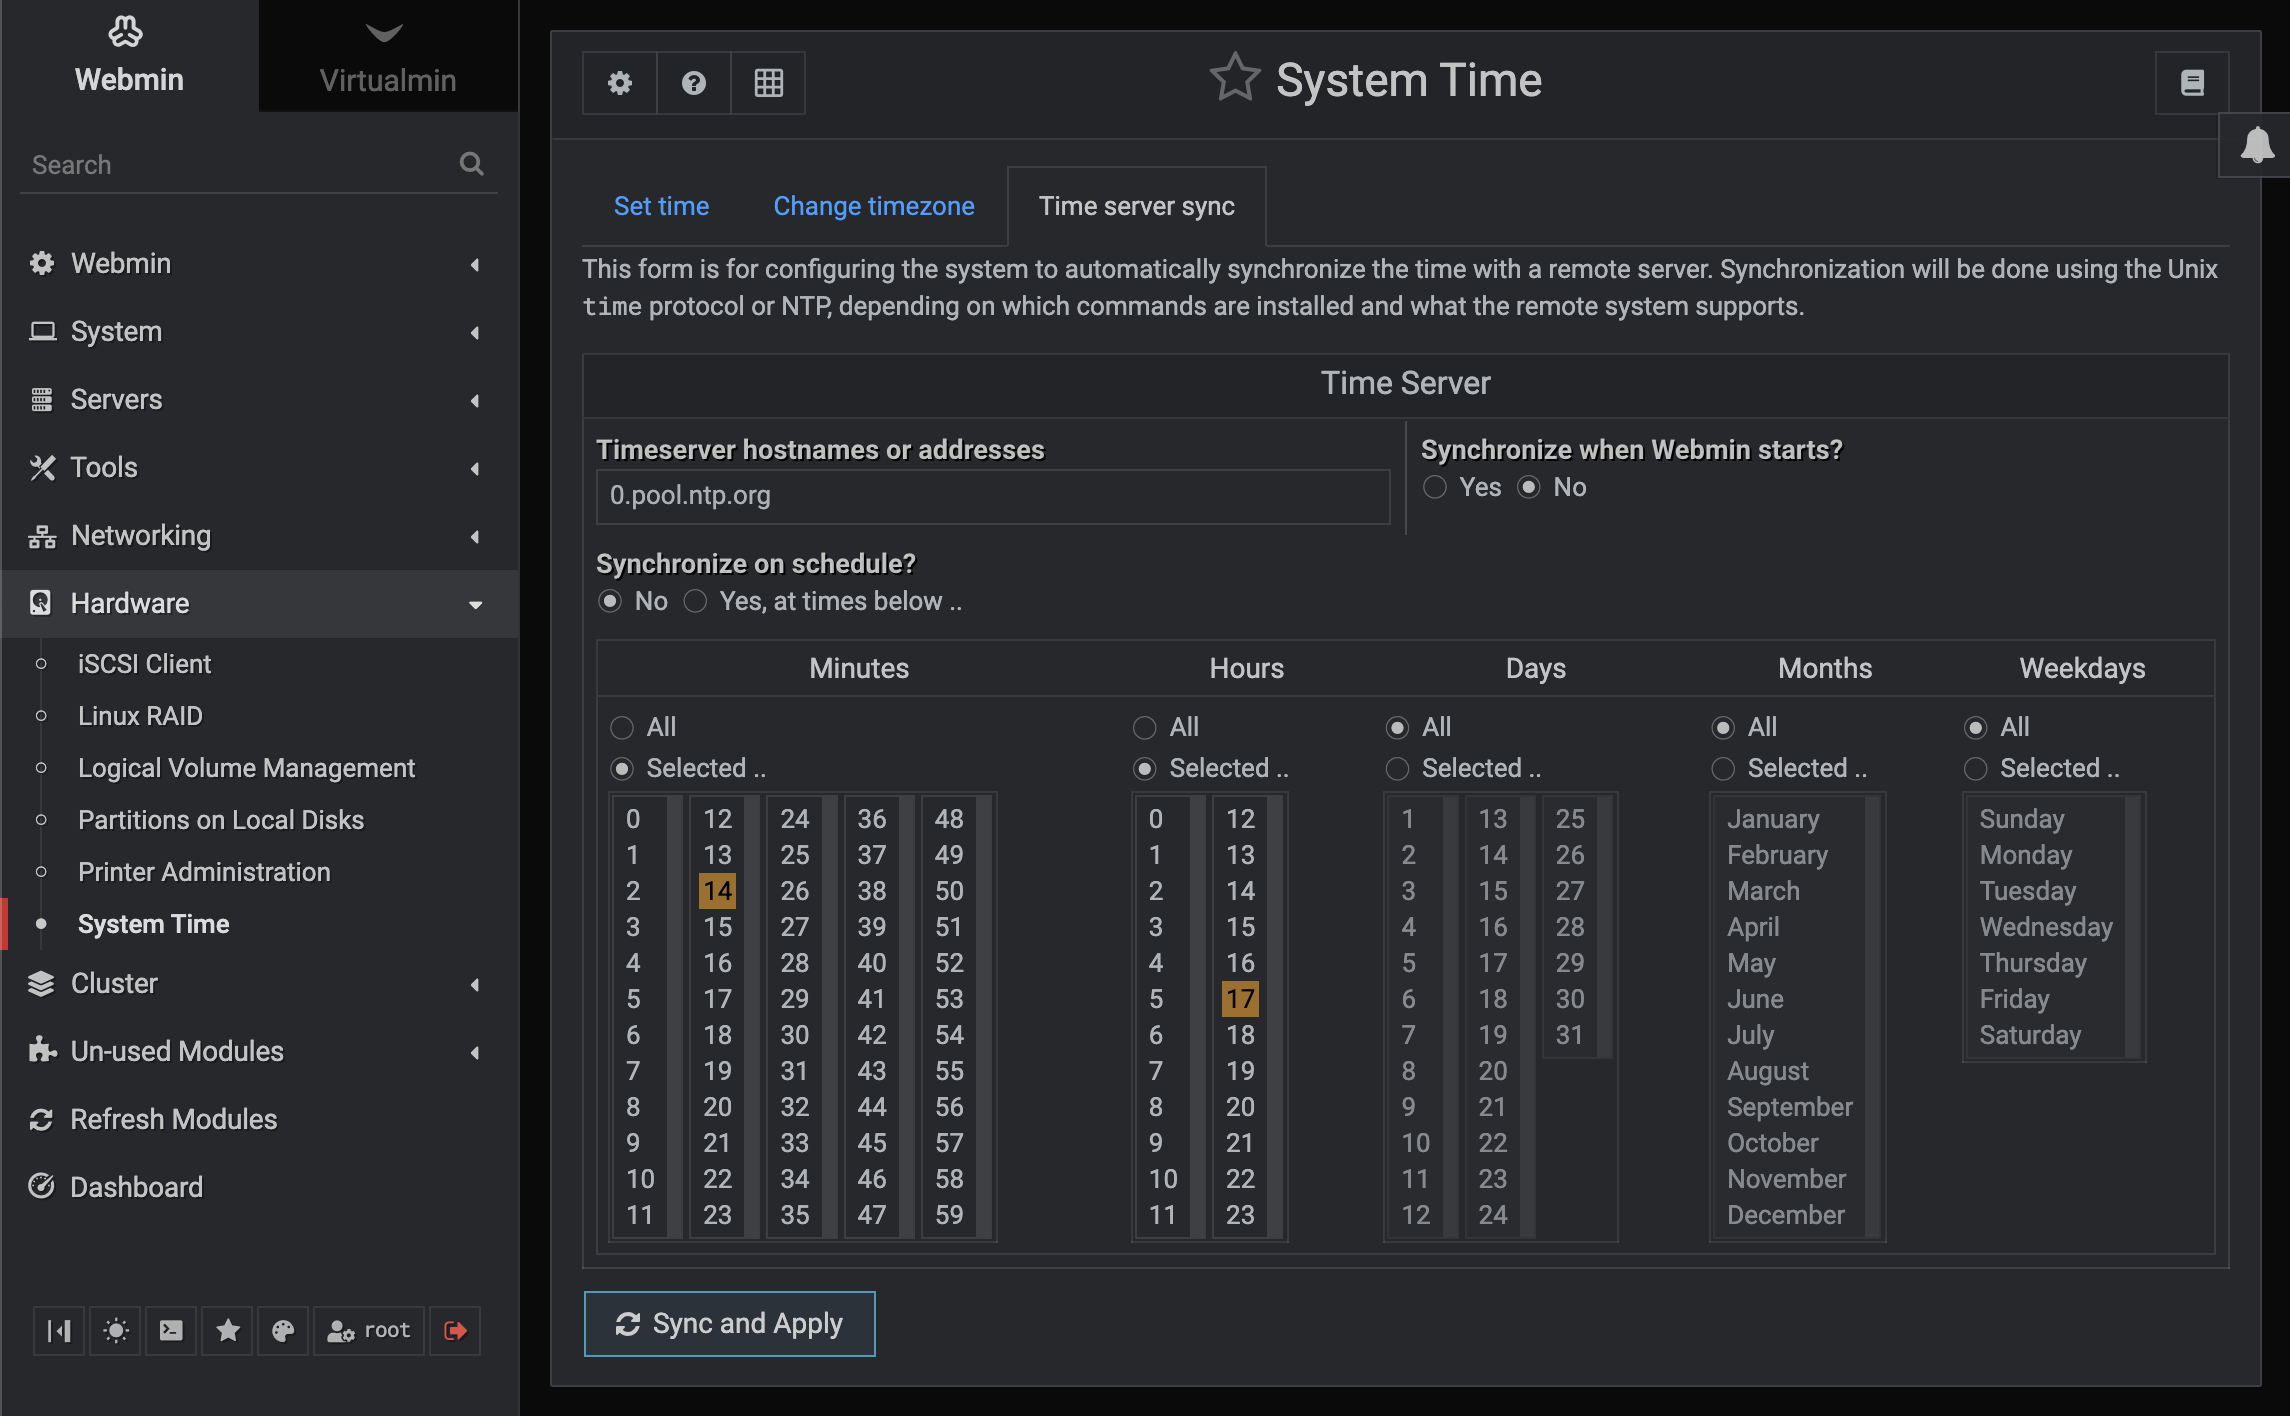 Webmin
Virtualmin
Search
Webmin
System
Servers
Tools
Networking
Hardware
iSCSI Client
Linux RAID
Logical Volume Management
Partitions on Local Disks
Printer Administration
System Time
Cluster
Un-used Modules
Refresh Modules
Dashboard
root
System Time
Set time Change timezone Time server sync
This form is for configuring the system to automatically synchronize the time with a remote server. Synchronization will be done using the Unix
time protocol or NTP, depending on which commands are installed and what the remote system supports.
Time Server
Timeserver hostnames or addresses
0.pool.ntp.org
Synchronize when Webmin starts?
Yes No
Synchronize on schedule?
No Yes, at times below ..
Minutes Hours Days Months Weekdays
All All All All All
Selected .. Selected .. Selected .. Selected .. Selected ..
0 12 24 36 48 0 12 1 13 25 January Sunday
1 13 25 37 49 1 13 2 14 26 February Monday
2 14 26 38 50 2 14 3 15 27 March Tuesday
3 15 27 39 51 3 15 4 16 28 April Wednesday
4 16 28 40 52 4 16 5 17 29 May Thursday
5 17 29 41 53 5 17 6 18 30 June Friday
6 18 30 42 54 6 18 7 19 31 July Saturday
7 19 31 43 55 7 19 8 20 August
8 20 32 44 56 8 20 9 21 September
9 21 33 45 57 9 21 10 22 October
10 22 34 46 58 10 22 11 23 November
11 23 35 47 59 11 23 12 24 December
Sync and Apply